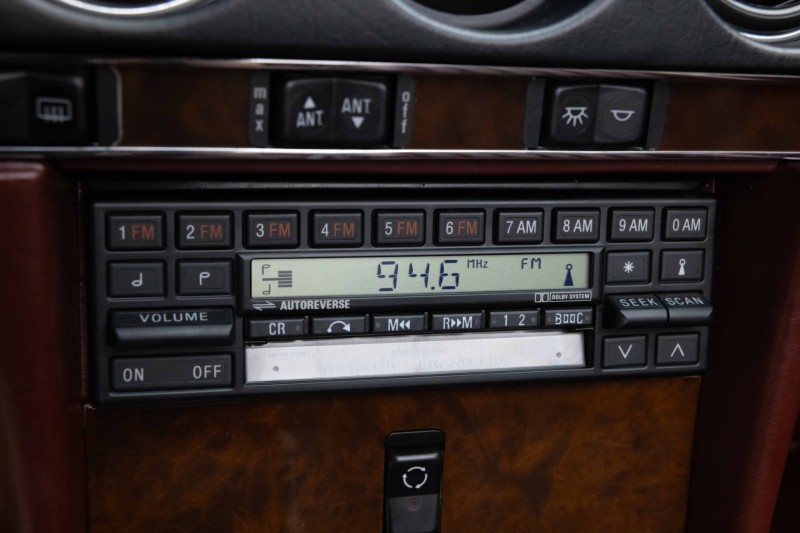 max
ANT.
ANT.
off
1 FM 2 FM 3 FM 4 FM 5 FM 6 FM 7 AM 8 AM 9 AM 0 AM
94.6 MHz FM
AUTOREVERSE
DOLBY SYSTEM
VOLUME
CR
M
R M
1 2
B
SEEK SCAN
ON OFF